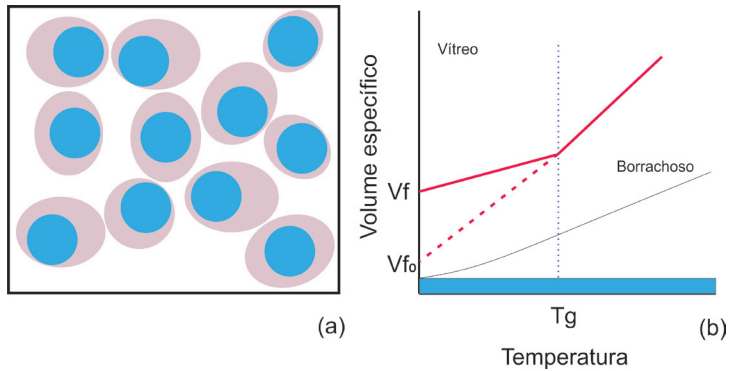 (a)
Volume específico
Vítreo
Borrachoso
Vf
Vf₀
Tg
(b)
Temperatura